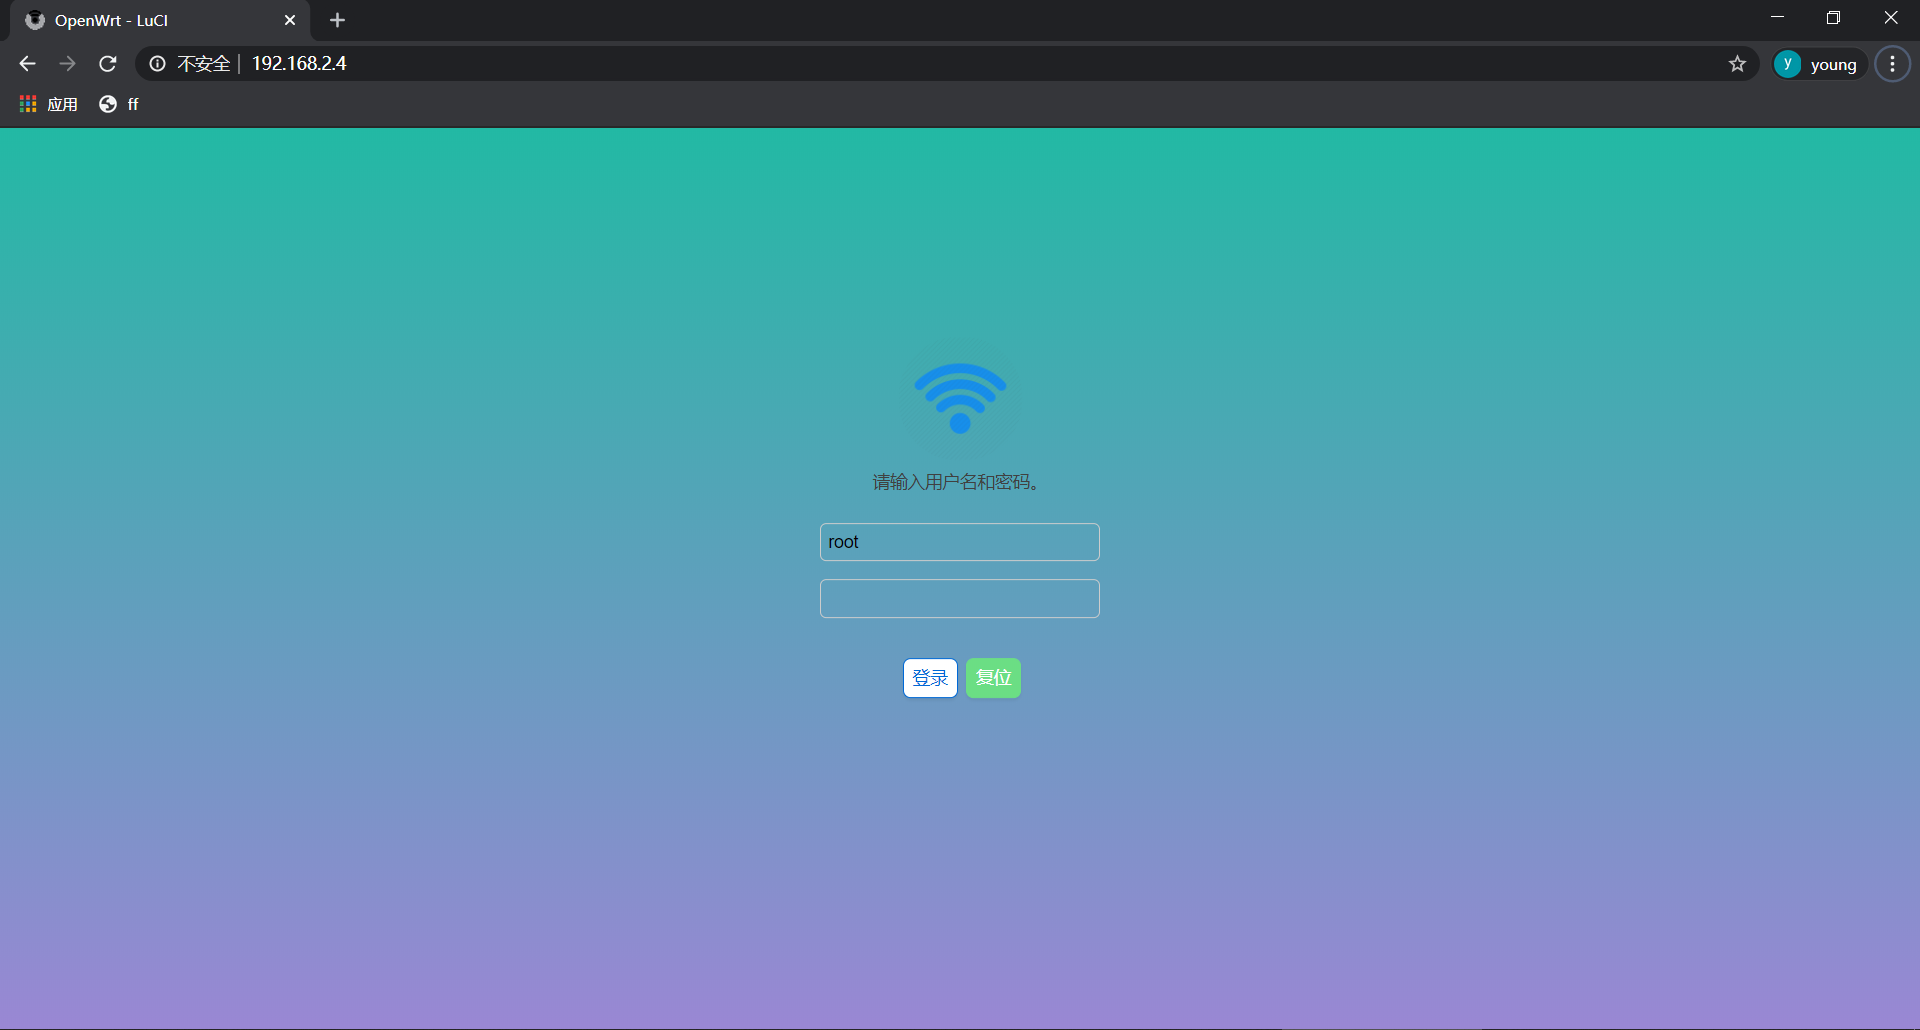 OpenWrt - LuCI
不安全 | 192.168.2.4
y young
应用 ff
请输入用户名和密码。
root
登录 复位